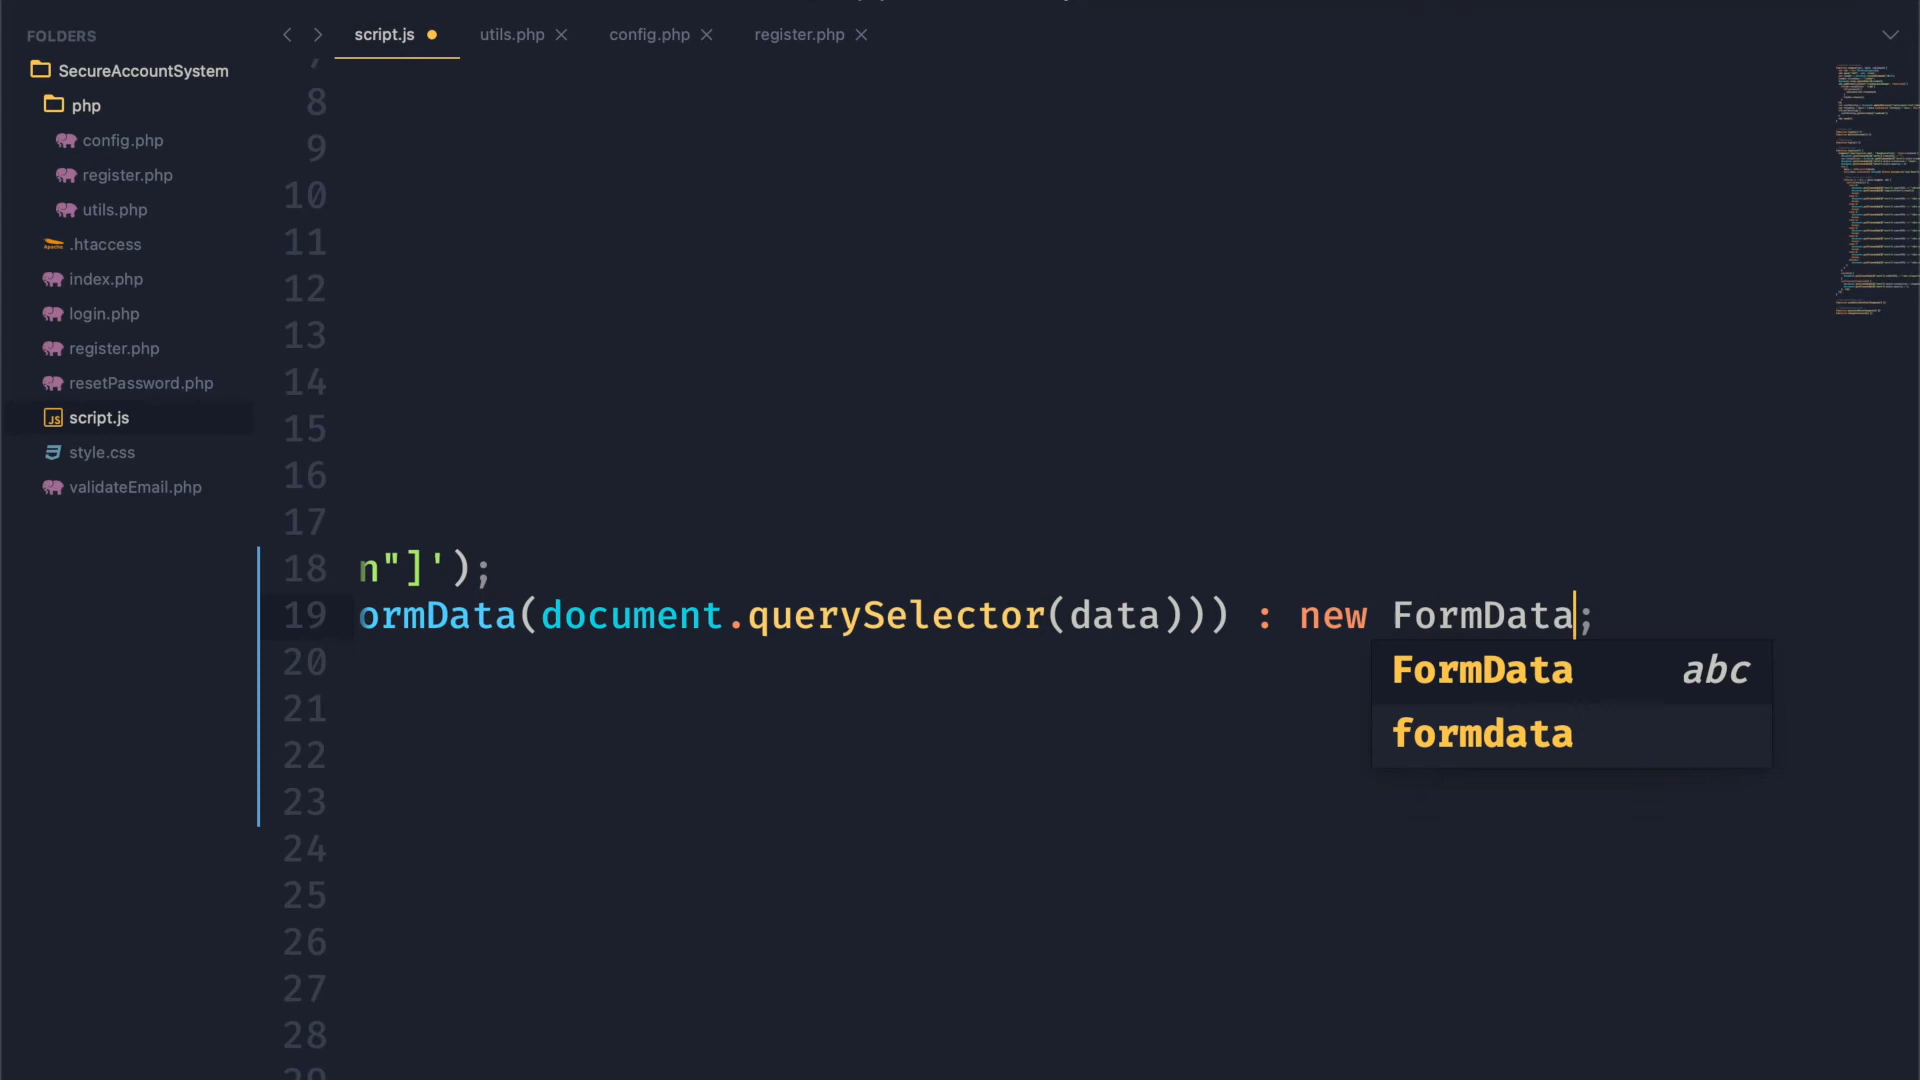 FOLDERS
SecureAccountSystem
php
config.php
register.php
utils.php
.htaccess
index.php
login.php
register.php
resetPassword.php
JS script.js
style.css
validateEmail.php
script.js
utils.php
config.php
register.php
7
8
9
10
11
12
13
14
15
16
17
18 n"]');
19 ormData(document.querySelector(data))) : new FormData;
FormData abc
formdata
20
21
22
23
24
25
26
27
28